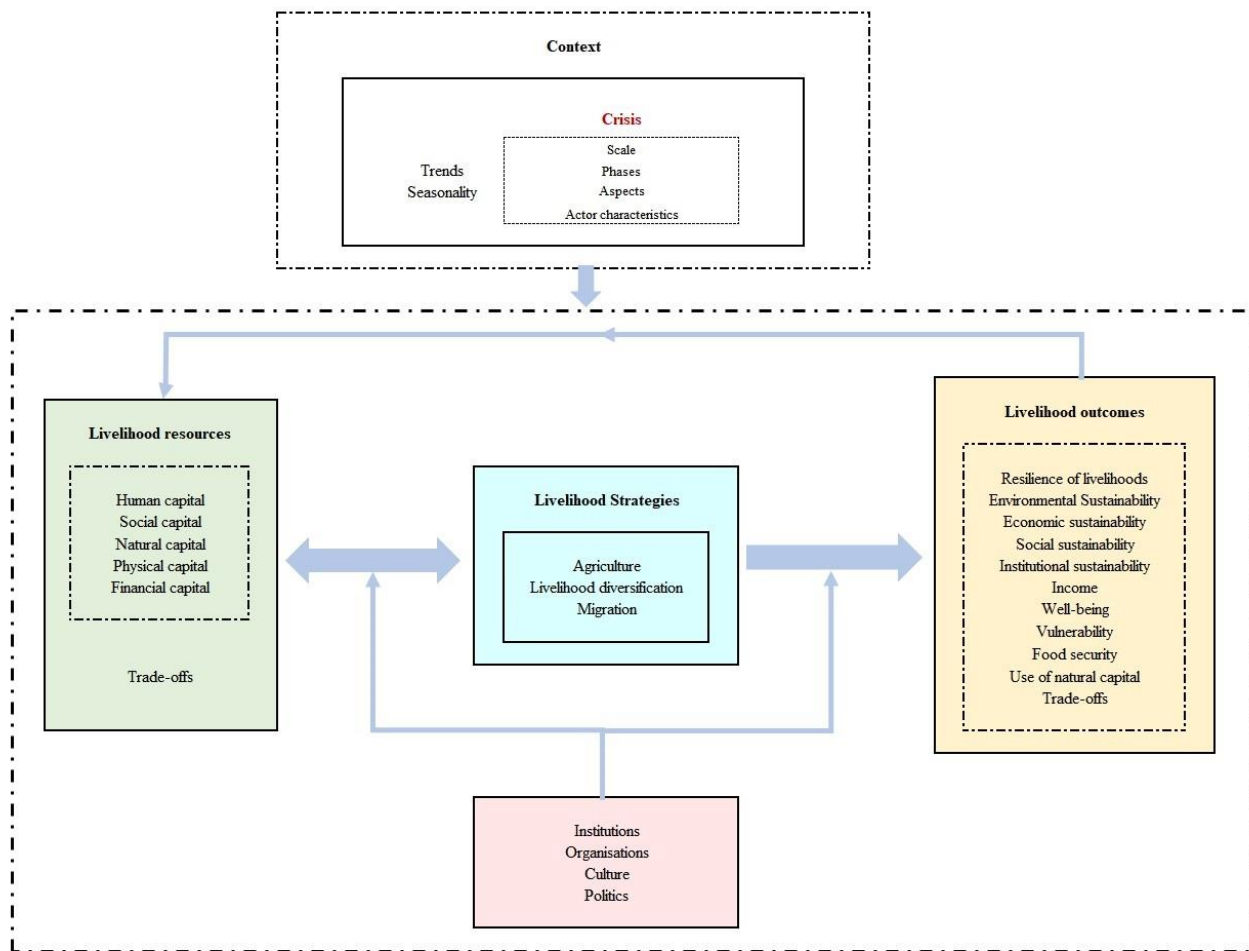 Context
Crisis
Trends
Seasonality
Scale
Phases
Aspects
Actor characteristics
Livelihood resources
Human capital
Social capital
Natural capital
Physical capital
Financial capital
Trade-offs
Livelihood Strategies
Agriculture
Livelihood diversification
Migration
Livelihood outcomes
Resilience of livelihoods
Environmental Sustainability
Economic sustainability
Social sustainability
Institutional sustainability
Income
Well-being
Vulnerability
Food security
Use of natural capital
Trade-offs
Institutions
Organisations
Culture
Politics